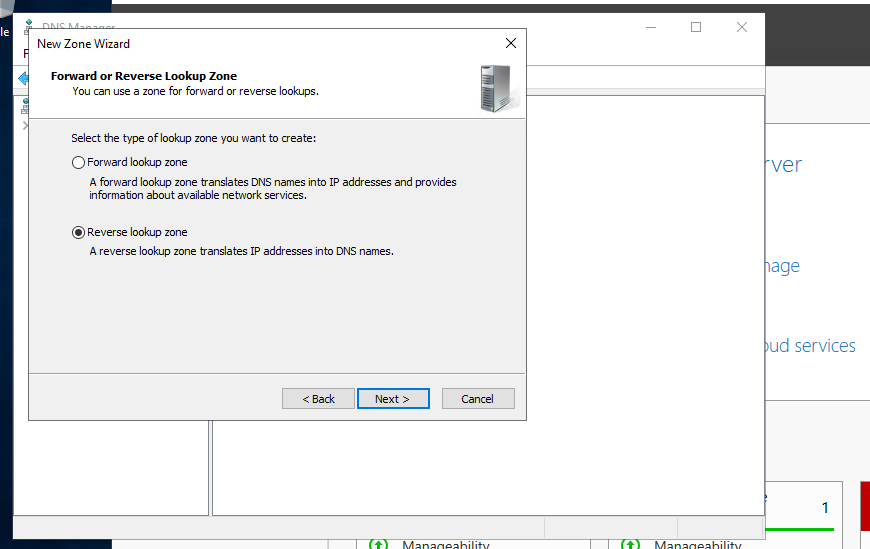 DNS Manager
New Zone Wizard
Forward or Reverse Lookup Zone
You can use a zone for forward or reverse lookups.
Select the type of lookup zone you want to create:
Forward lookup zone
A forward lookup zone translates DNS names into IP addresses and provides
information about available network services.
Reverse lookup zone
A reverse lookup zone translates IP addresses into DNS names.
< Back
Next >
Cancel
le
F
rver
nage
oud services
e
1
Manageability
Manageability